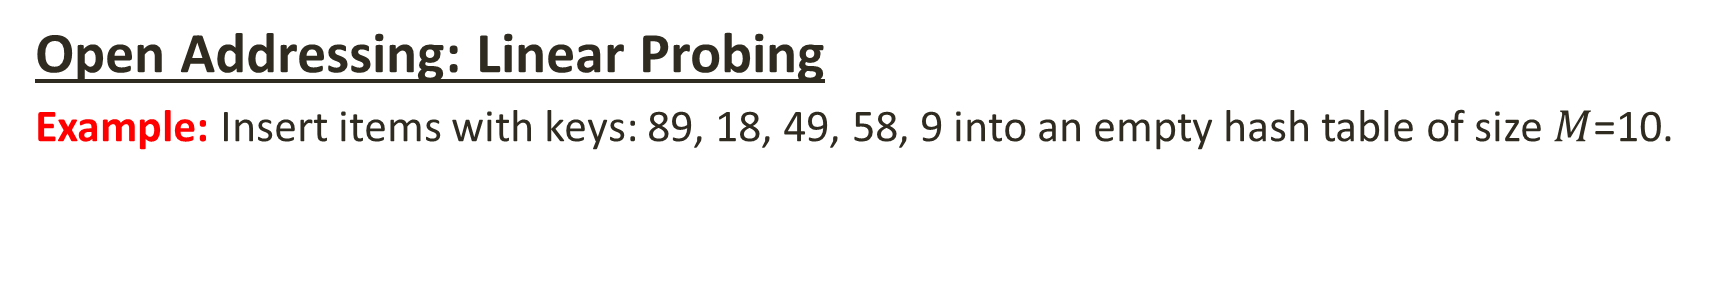 Open Addressing: Linear Probing
Example: Insert items with keys: 89, 18, 49, 58, 9 into an empty hash table of size M=10.